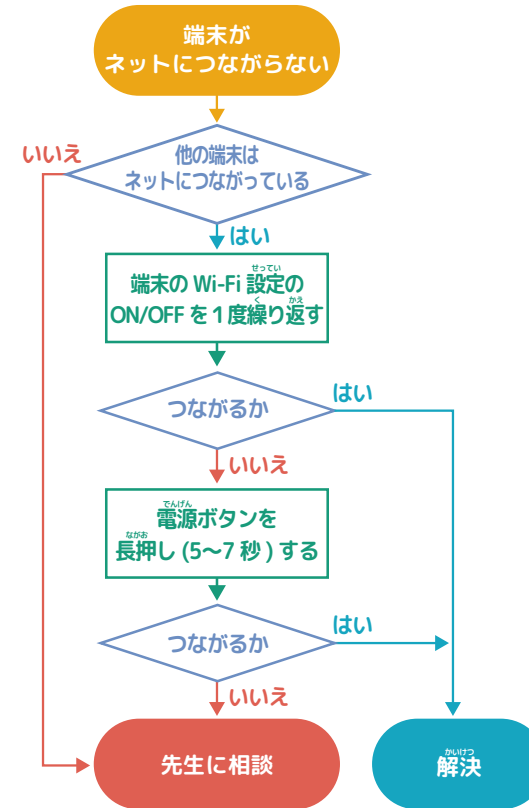 端末が
ネットにつながらない
いいえ
他の端末は
ネットにつながっている
はい
せってい
端末の Wi-Fi 設定の
く かえ
ON/OFF を1度繰り返す
はい
つながるか
いいえ
でんげん
電源ボタンを
ながお
長押し (5〜7 秒 ) する
はい
つながるか
いいえ
先生に相談
かいけつ
解決